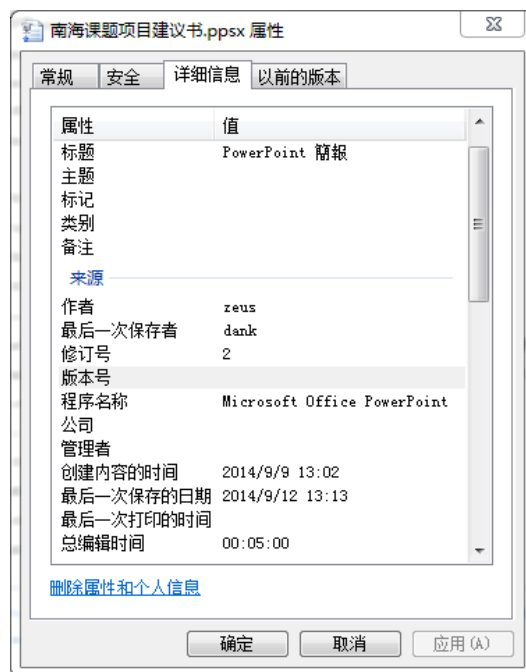 南海课题项目建议书.ppsx 属性
常规 安全 详细信息 以前的版本
属性 值
标题 PowerPoint 簡報
主题
标记
类别
备注
来源
作者 zeus
最后一次保存者 dank
修订号 2
版本号
程序名称 Microsoft Office PowerPoint
公司
管理者
创建内容的时间 2014/9/9 13:02
最后一次保存的日期 2014/9/12 13:13
最后一次打印的时间
总编辑时间 00:05:00
删除属性和个人信息
确定 取消 应用(A)